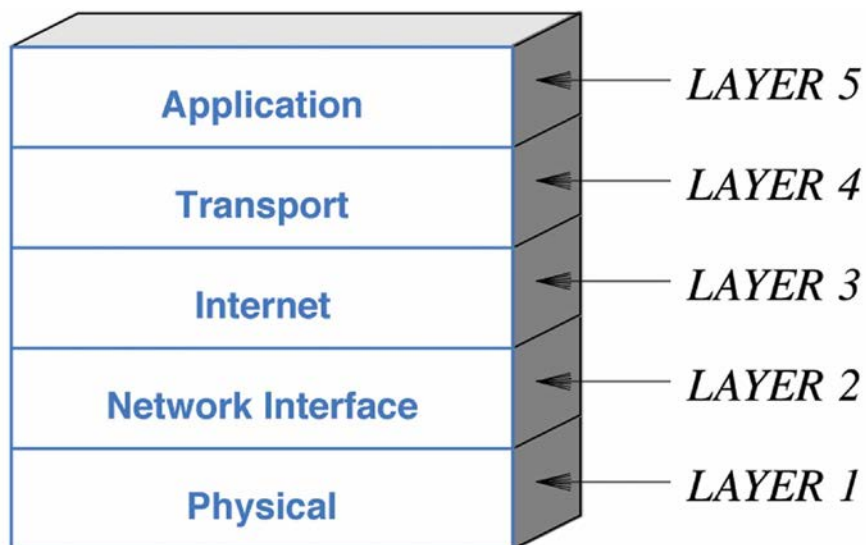 Application
LAYER 5
Transport
LAYER 4
Internet
LAYER 3
Network Interface
LAYER 2
Physical
LAYER 1